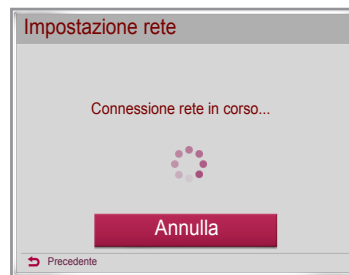 Impostazione rete
Connessione rete in corso...
Annulla
Precedente